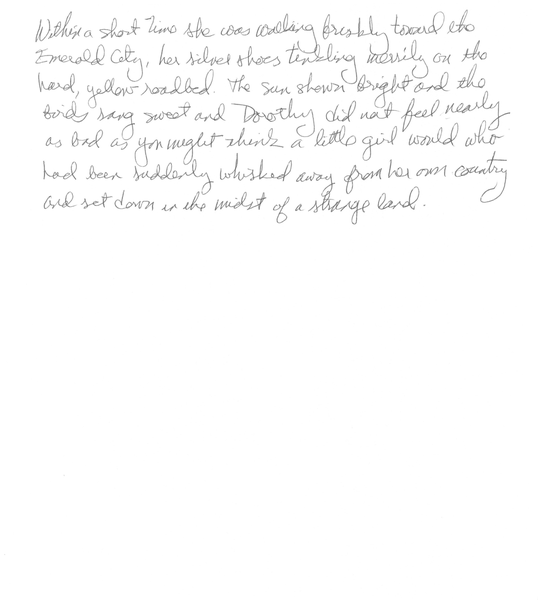 Within a short time she was walking briskly toward the
Emerald City, her silver shoes tinkling merrily on the
hard, yellow roadbed. The sun shown bright and the
birds sang sweet and Dorothy did not feel nearly
as bad as you might think a little girl would who
had been suddenly whisked away from her own country
and set down in the midst of a strange land.